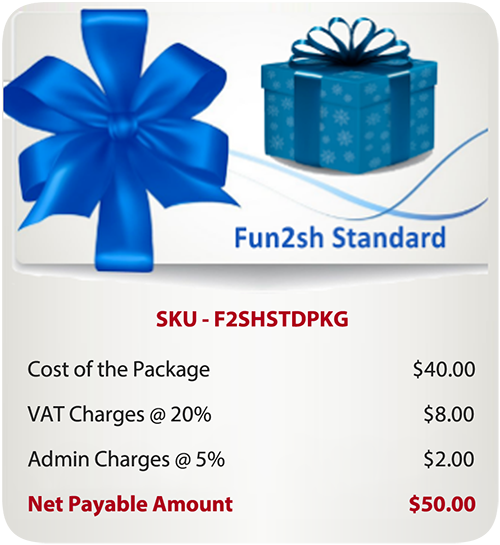 Fun2sh Standard
SKU - F2SHSTDPKG
Cost of the Package $40.00
VAT Charges @ 20% $8.00
Admin Charges @ 5% $2.00
Net Payable Amount $50.00